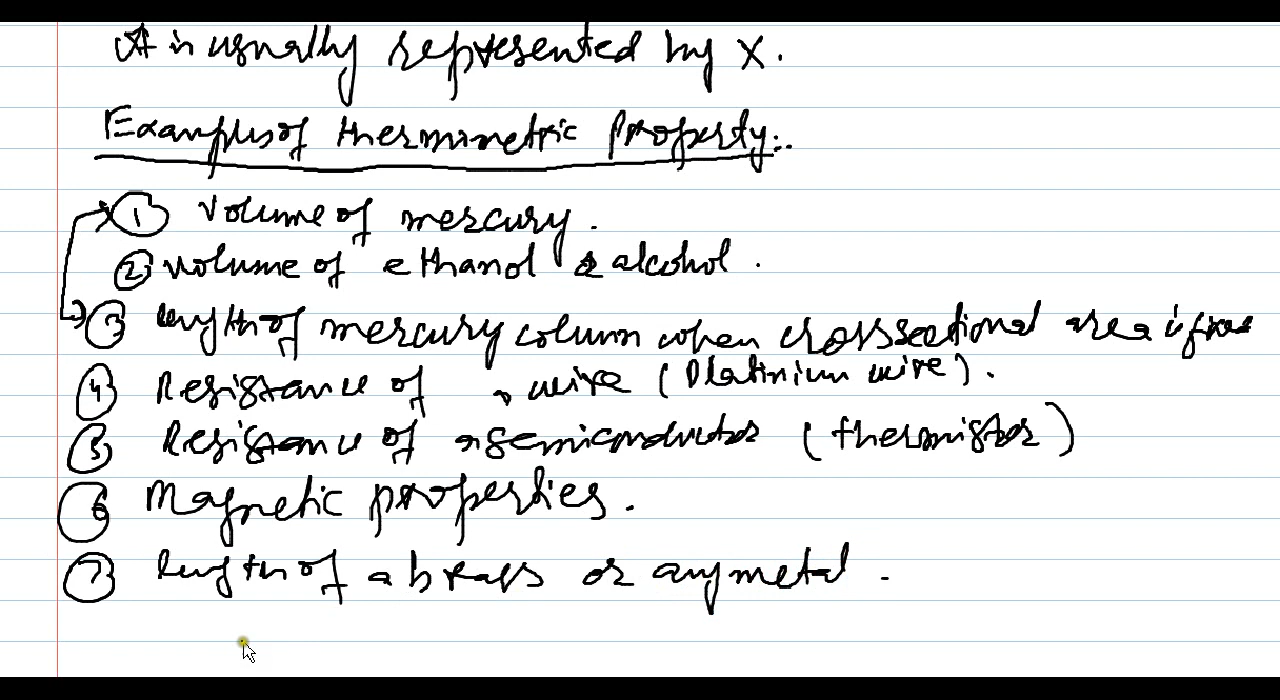 It is usually represented by X.
Examples of thermimetric property:.
1 Volume of mercury.
2 volume of ethanol & alcohol.
3 length of mercury column when crosssectional area is fixed
4 Resistance of wire (Platinium wire).
5 Resistance of a semiconductor (thermistor)
6 Magnetic properties.
7 length of a brass or any metal.